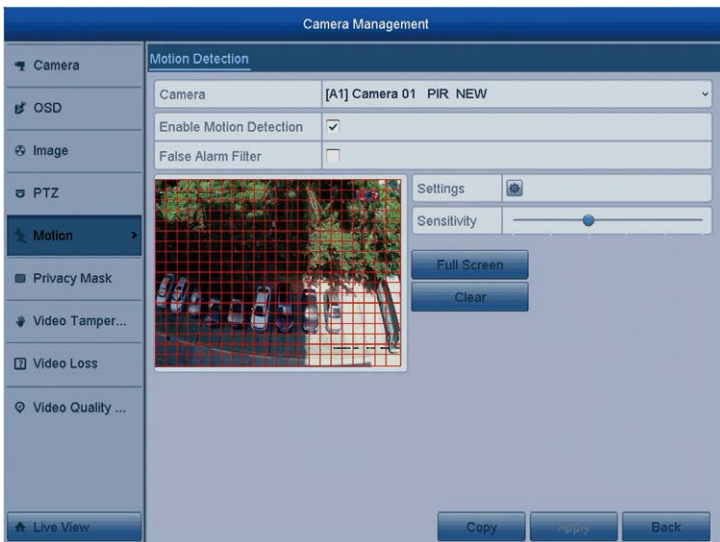 Camera Management
Camera
OSD
Image
PTZ
Motion
Privacy Mask
Video Tamper...
Video Loss
Video Quality ...
Live View
Motion Detection
Camera [A1] Camera 01 PIR NEW
Enable Motion Detection
False Alarm Filter
Settings
Sensitivity
Full Screen
Clear
Copy
Apply
Back